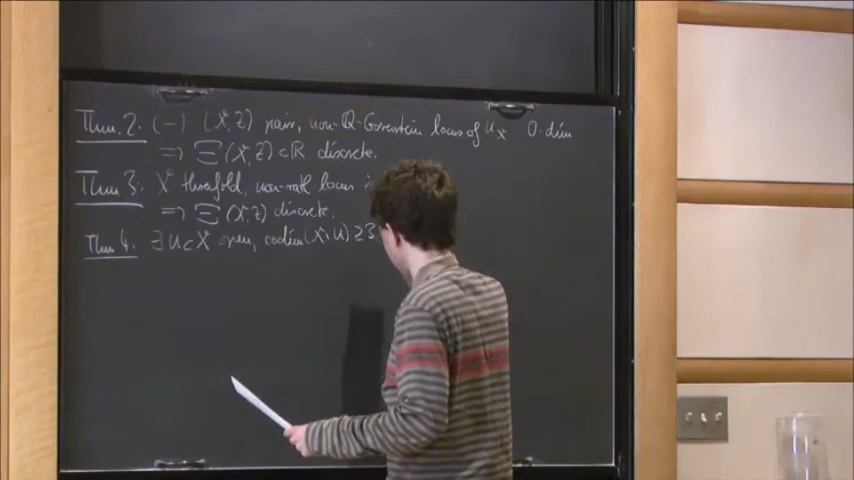 Thm 2. (-) (X, Z) pair, non-Q-Gorenstein locus of X 0-dim
=> Ξ(X, Z) ⊂ ℝ discrete.
Thm 3. X threefold, non-ratl locus
=> Ξ(X, Z) discrete.
Thm 4. ∃ U ⊂ X open, codim(X \ U) ≥ 3